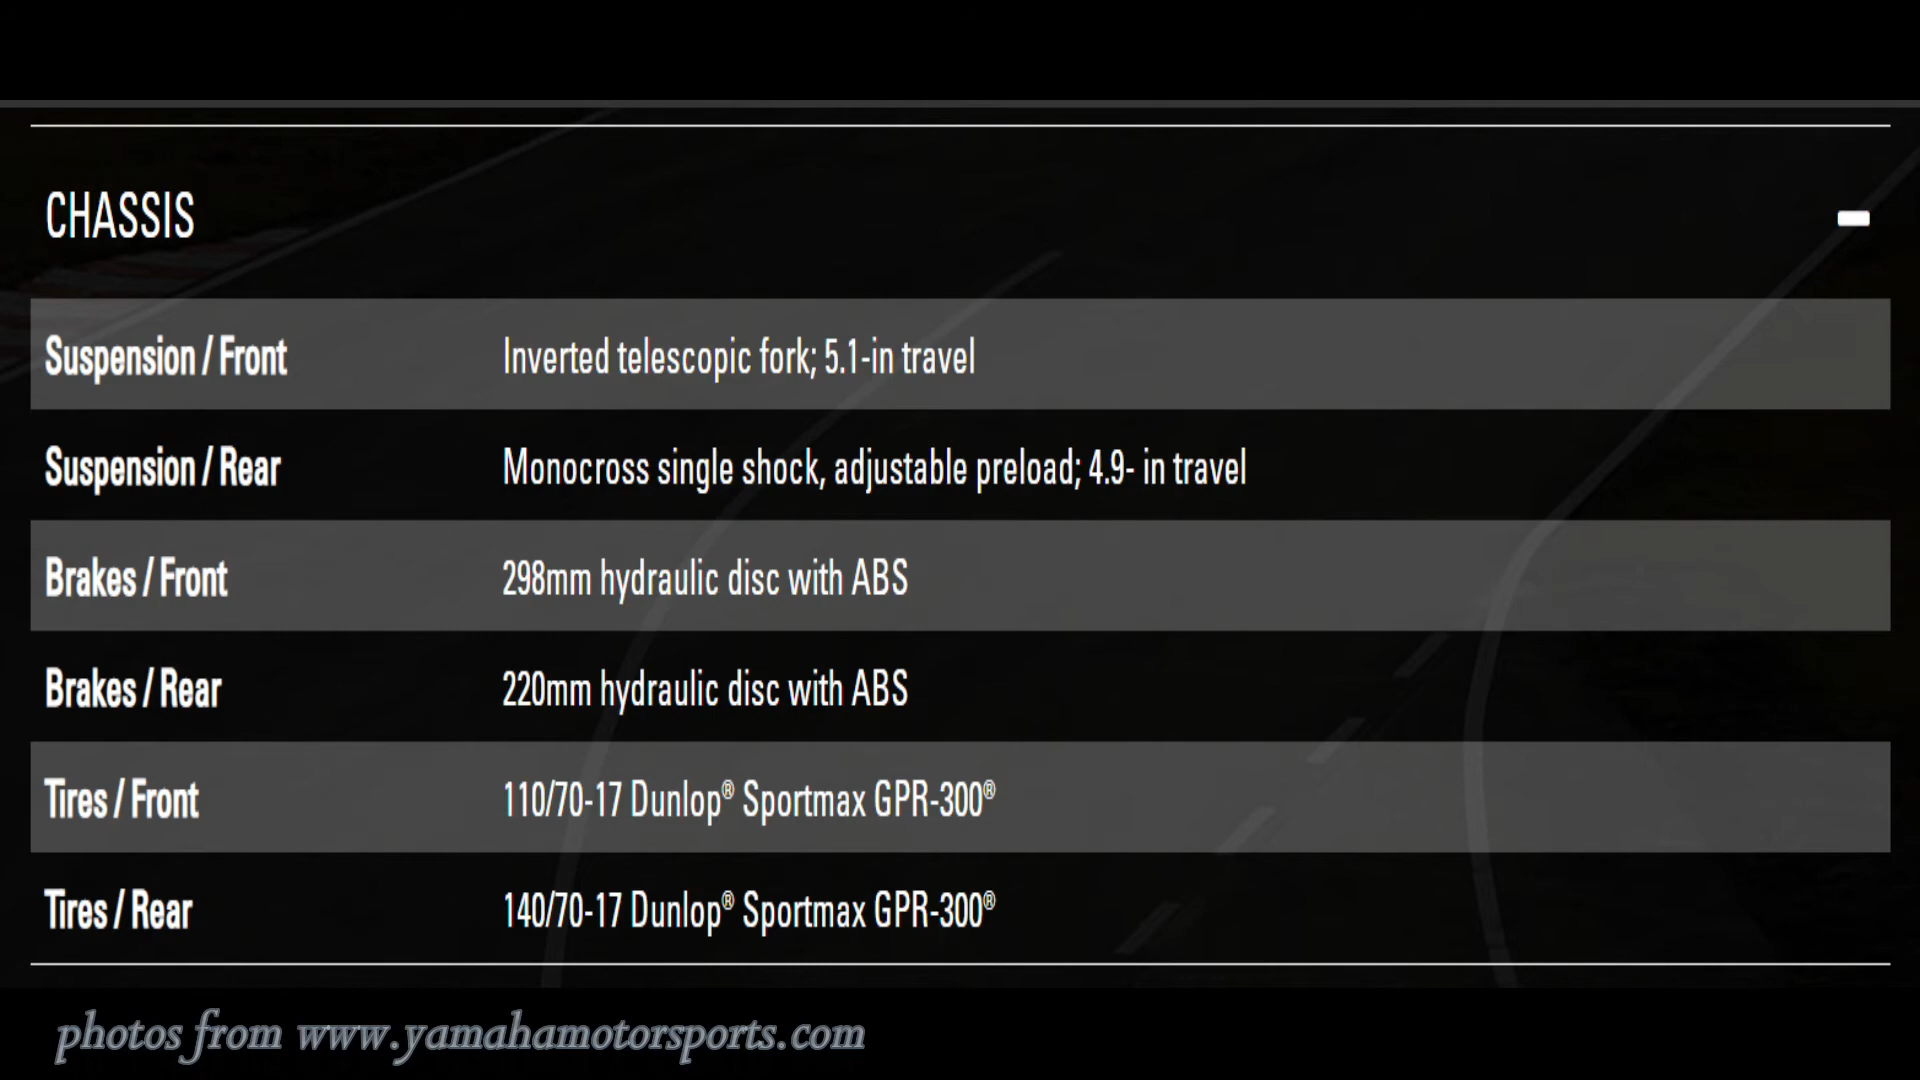 CHASSIS
Suspension / Front Inverted telescopic fork; 5.1-in travel
Suspension / Rear Monocross single shock, adjustable preload; 4.9- in travel
Brakes / Front 298mm hydraulic disc with ABS
Brakes / Rear 220mm hydraulic disc with ABS
Tires / Front 110/70-17 Dunlop® Sportmax GPR-300®
Tires / Rear 140/70-17 Dunlop® Sportmax GPR-300®
photos from www.yamahamotorsports.com